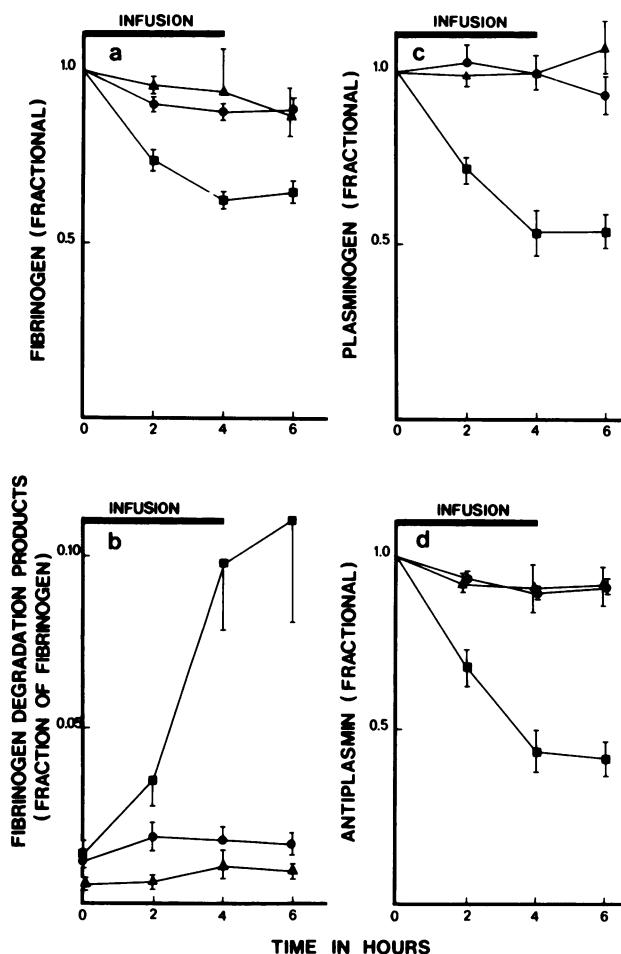 INFUSION
a
FIBRINOGEN (FRACTIONAL)
1.0
0.5
0 2 4 6
INFUSION
c
PLASMINOGEN (FRACTIONAL)
1.0
0.5
0 2 4 6
INFUSION
b
FIBRINOGEN DEGRADATION PRODUCTS
(FRACTION OF FIBRINOGEN)
0.10
0.05
0 2 4 6
INFUSION
d
ANTIPLASMIN (FRACTIONAL)
1.0
0.5
0 2 4 6
TIME IN HOURS